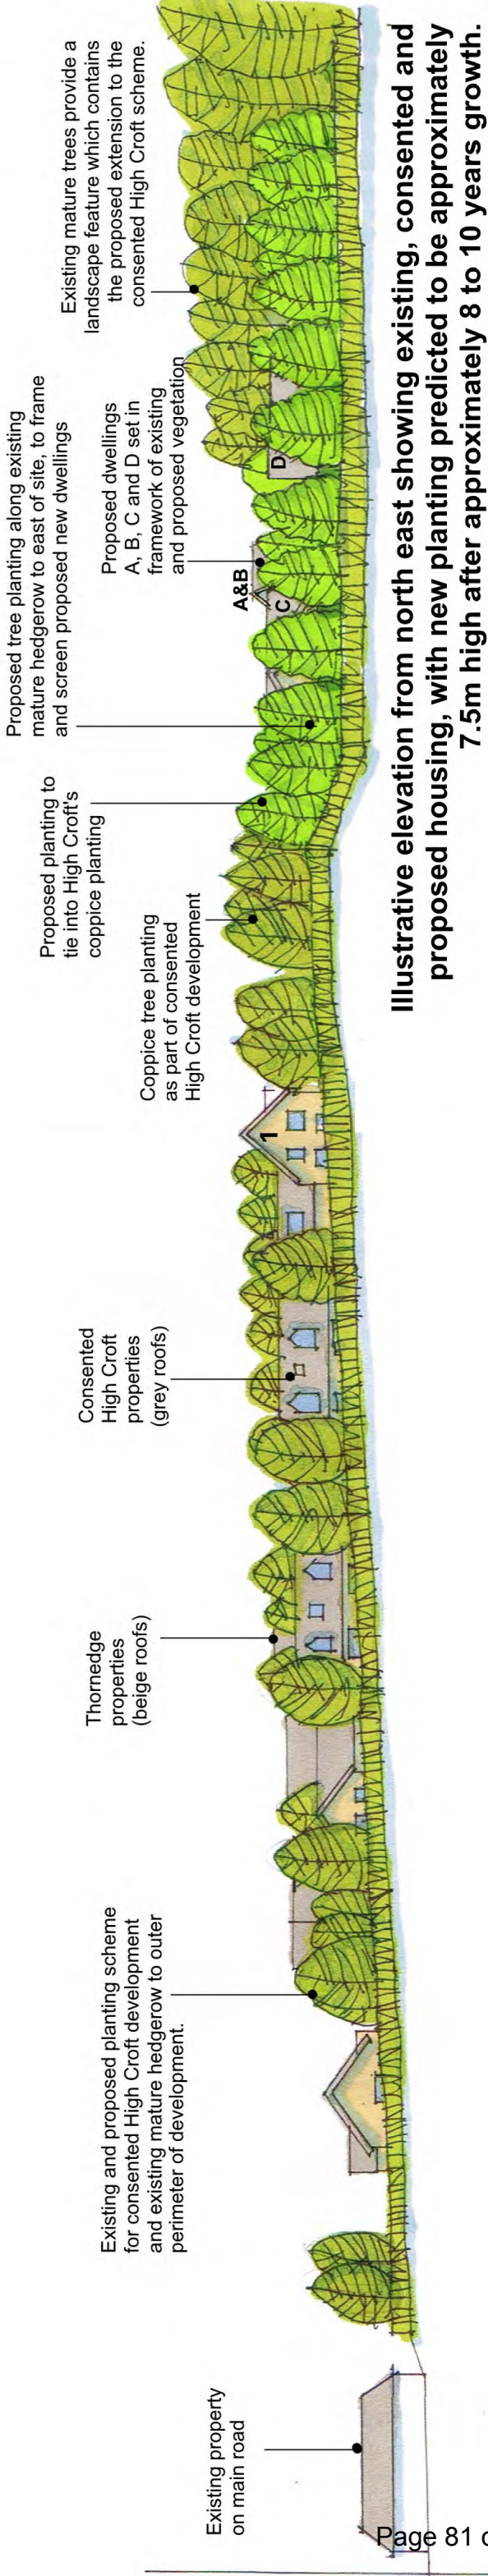 Existing property
on main road
Existing and proposed planting scheme
for consented High Croft development
and existing mature hedgerow to outer
perimeter of development.
Thornedge
properties
(beige roofs)
Consented
High Croft
properties
(grey roofs)
1
Coppice tree planting
as part of consented
High Croft development
Proposed planting to
tie into High Croft's
coppice planting
Proposed tree planting along existing
mature hedgerow to east of site, to frame
and screen proposed new dwellings
Proposed dwellings
A, B, C and D set in
framework of existing
and proposed vegetation
A&B
C
D
Existing mature trees provide a
landscape feature which contains
the proposed extension to the
consented High Croft scheme.
Illustrative elevation from north east showing existing, consented and
proposed housing, with new planting predicted to be approximately
7.5m high after approximately 8 to 10 years growth.
Page 81 o